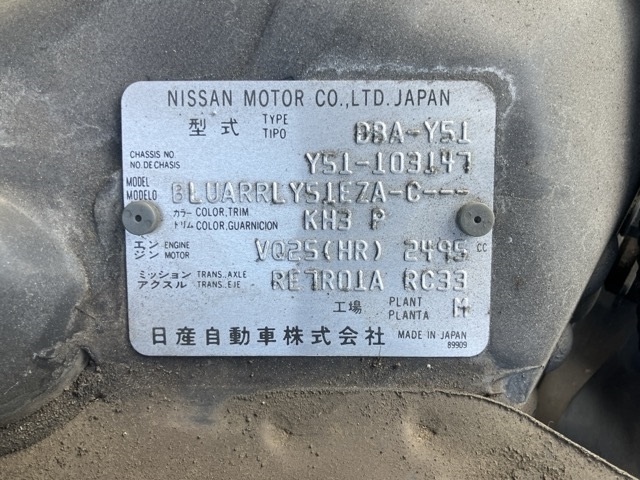 NISSAN MOTOR CO.,LTD. JAPAN
型式 TYPE TIPO DBA-Y51
CHASSIS NO. NO. DE CHASIS Y51-103147
MODEL MODELO BLUARRLY51EZA-C---
カラー COLOR,TRIM
トリム COLOR,GUARNICION KH3 P
エンジン ENGINE MOTOR VQ25(HR) 2495 CC
ミッション TRANS. AXLE
アクスル TRANS. EJE RE7R01A RC33
工場 PLANT PLANTA M
日産自動車株式会社 MADE IN JAPAN
89909